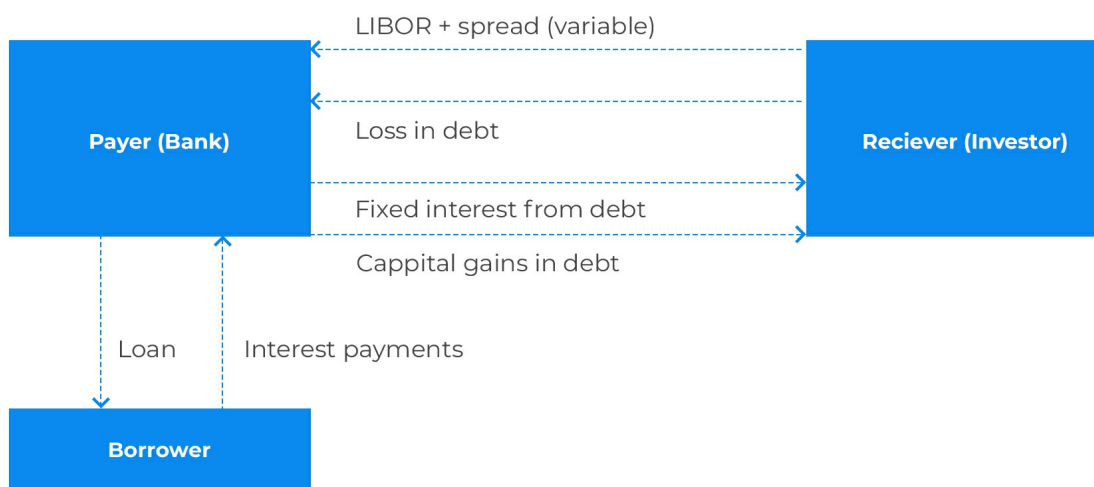 LIBOR + spread (variable)
Payer (Bank)
Reciever (Investor)
Loss in debt
Fixed interest from debt
Cappital gains in debt
Loan
Interest payments
Borrower